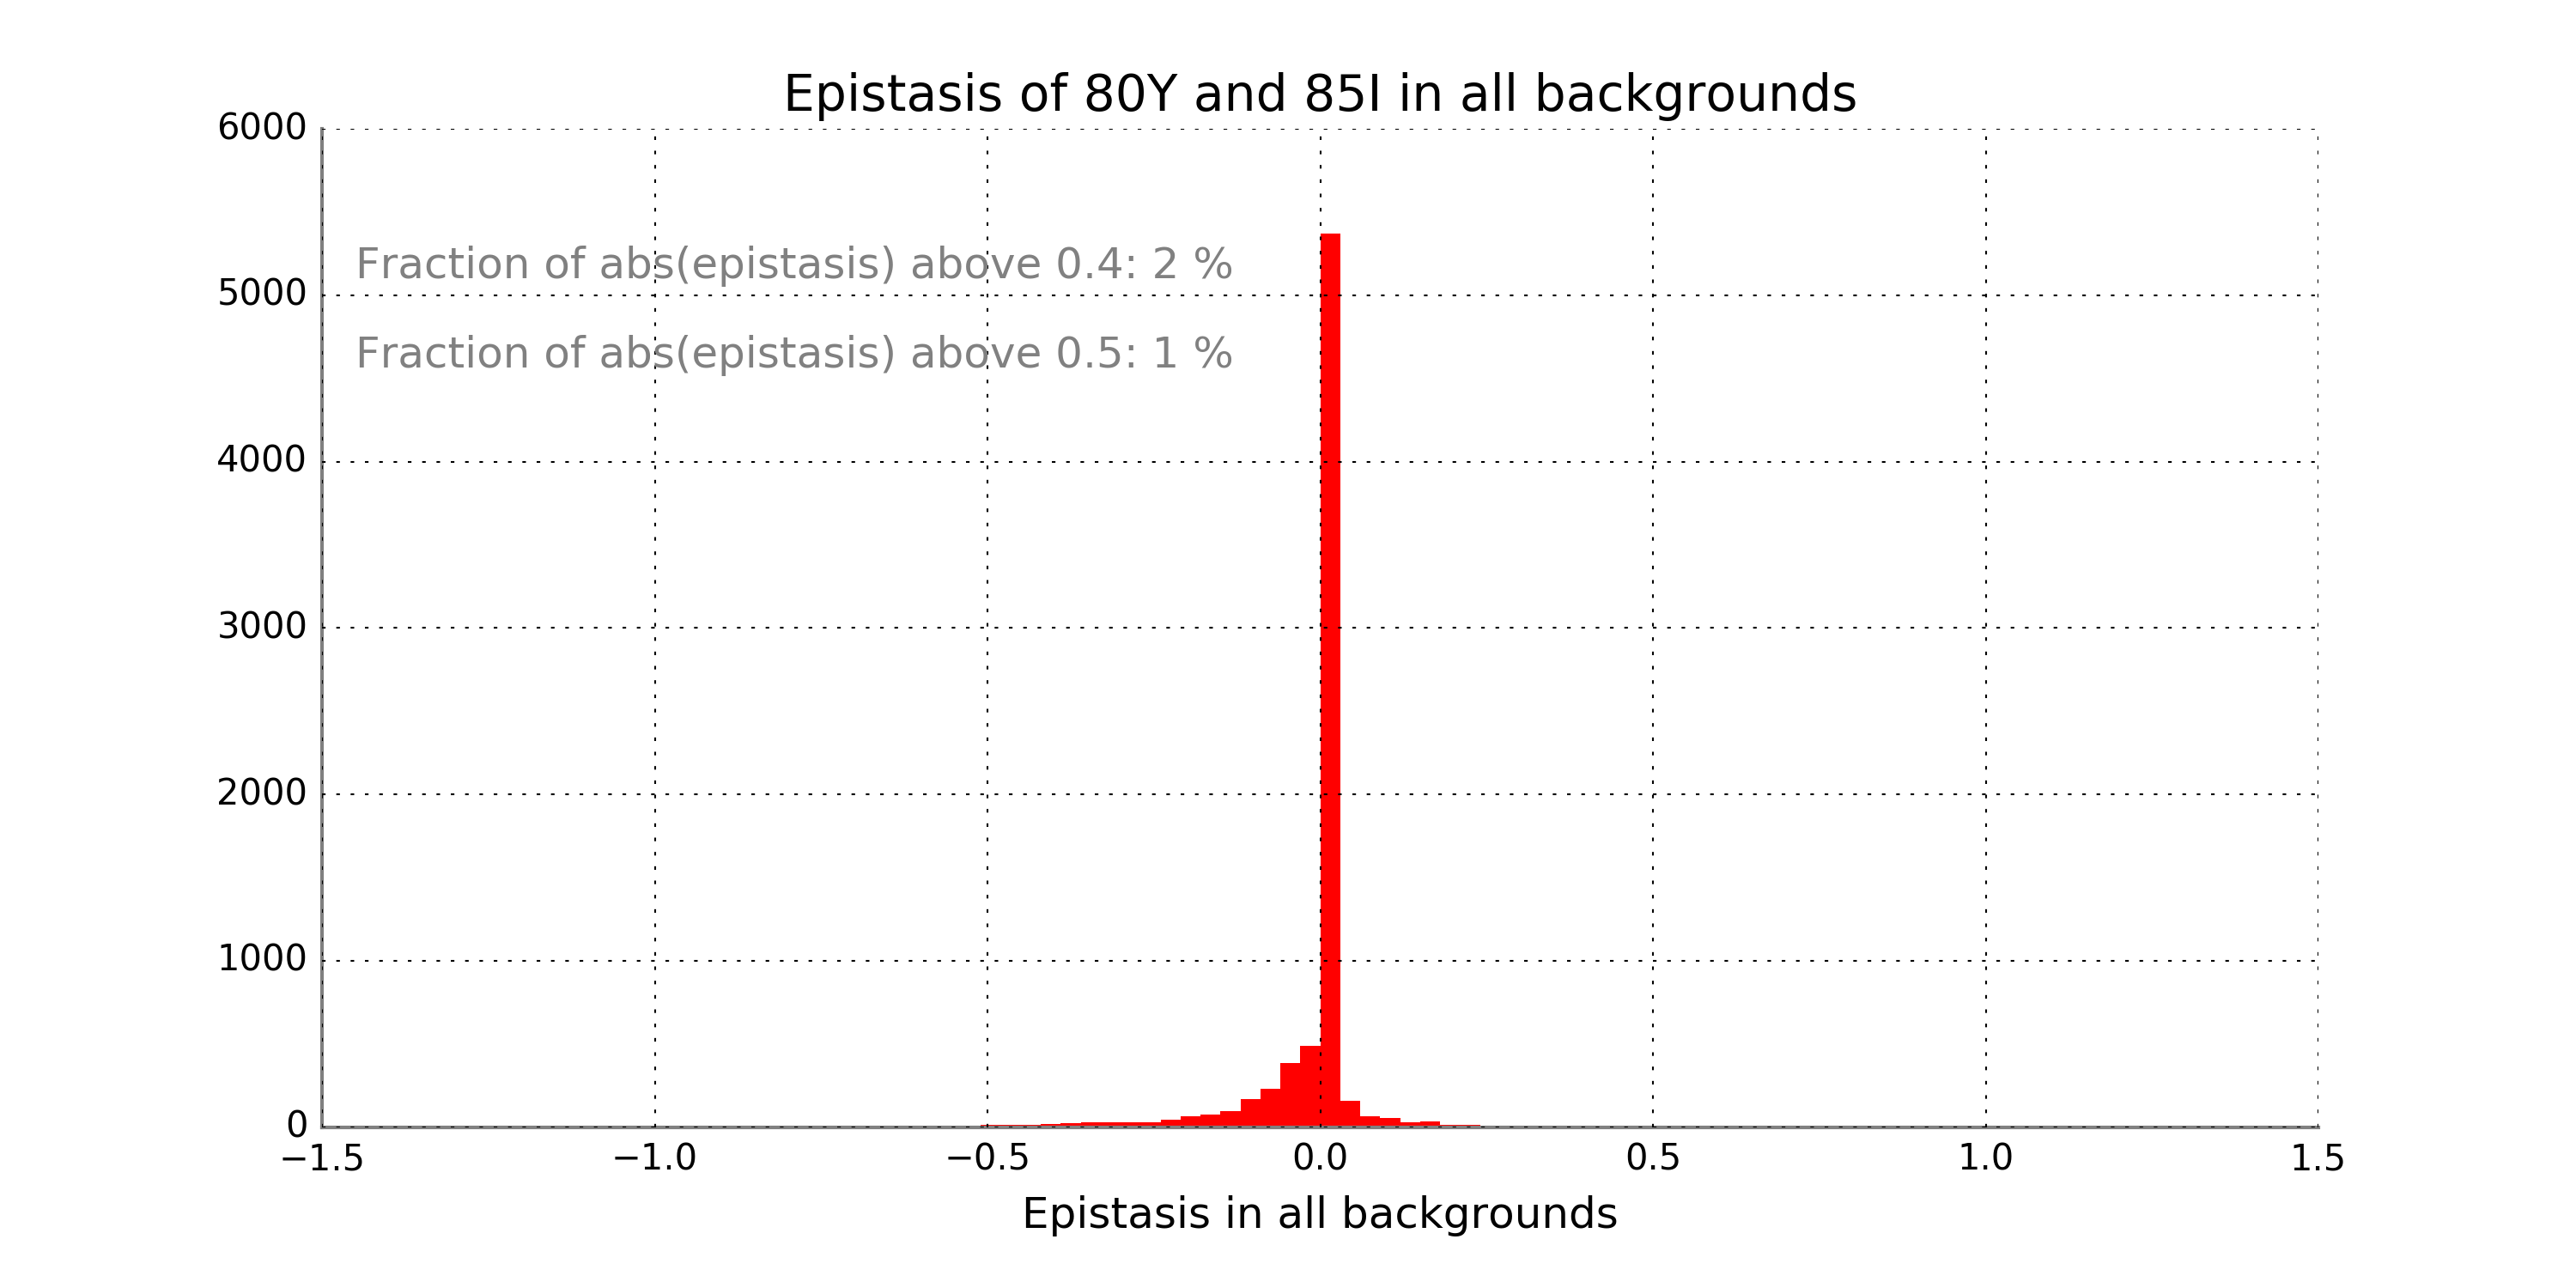 Epistasis of 80Y and 85I in all backgrounds
6000
Fraction of abs(epistasis) above 0.4: 2 %
5000
Fraction of abs(epistasis) above 0.5: 1 %
4000
3000
2000
1000
0
−1.5 −1.0 −0.5 0.0 0.5 1.0 1.5
Epistasis in all backgrounds